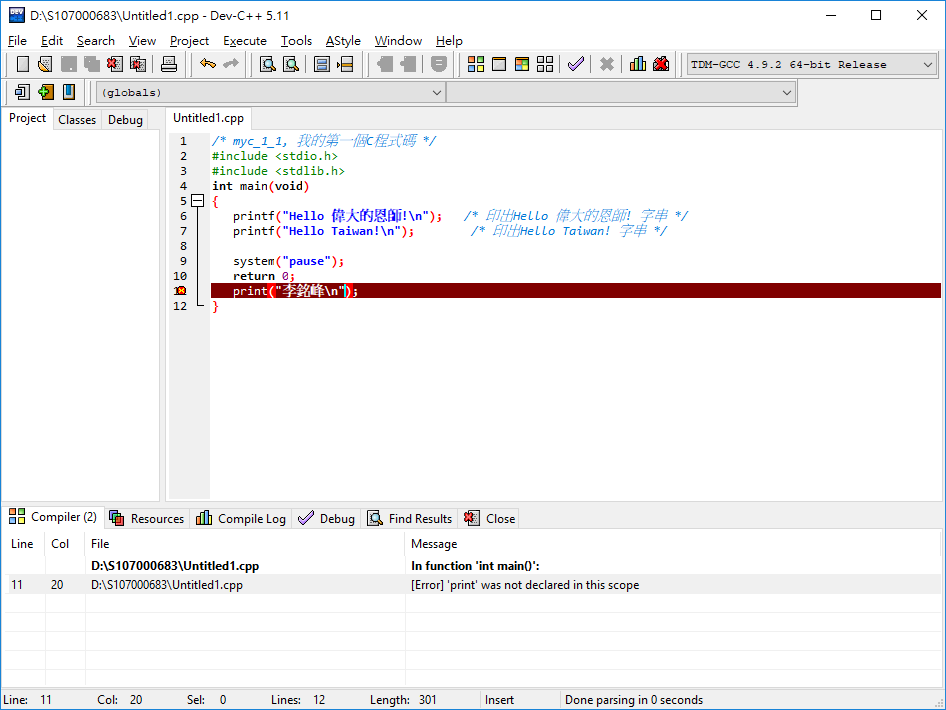 D:\S107000683\Untitled1.cpp - Dev-C++ 5.11
File Edit Search View Project Execute Tools AStyle Window Help
TDM-GCC 4.9.2 64-bit Release
(globals)
Project Classes Debug
Untitled1.cpp
1 /* myc_1_1, 我的第一個C程式碼 */
2 #include <stdio.h>
3 #include <stdlib.h>
4 int main(void)
5 {
6 printf("Hello 偉大的恩師!\n"); /* 印出Hello 偉大的恩師! 字串 */
7 printf("Hello Taiwan!\n"); /* 印出Hello Taiwan! 字串 */
8
9 system("pause");
10 return 0;
print("李銘峰\n");
12 }
Compiler (2) Resources Compile Log Debug Find Results Close
Line Col File Message
D:\S107000683\Untitled1.cpp In function 'int main()':
11 20 D:\S107000683\Untitled1.cpp [Error] 'print' was not declared in this scope
Line: 11 Col: 20 Sel: 0 Lines: 12 Length: 301 Insert Done parsing in 0 seconds